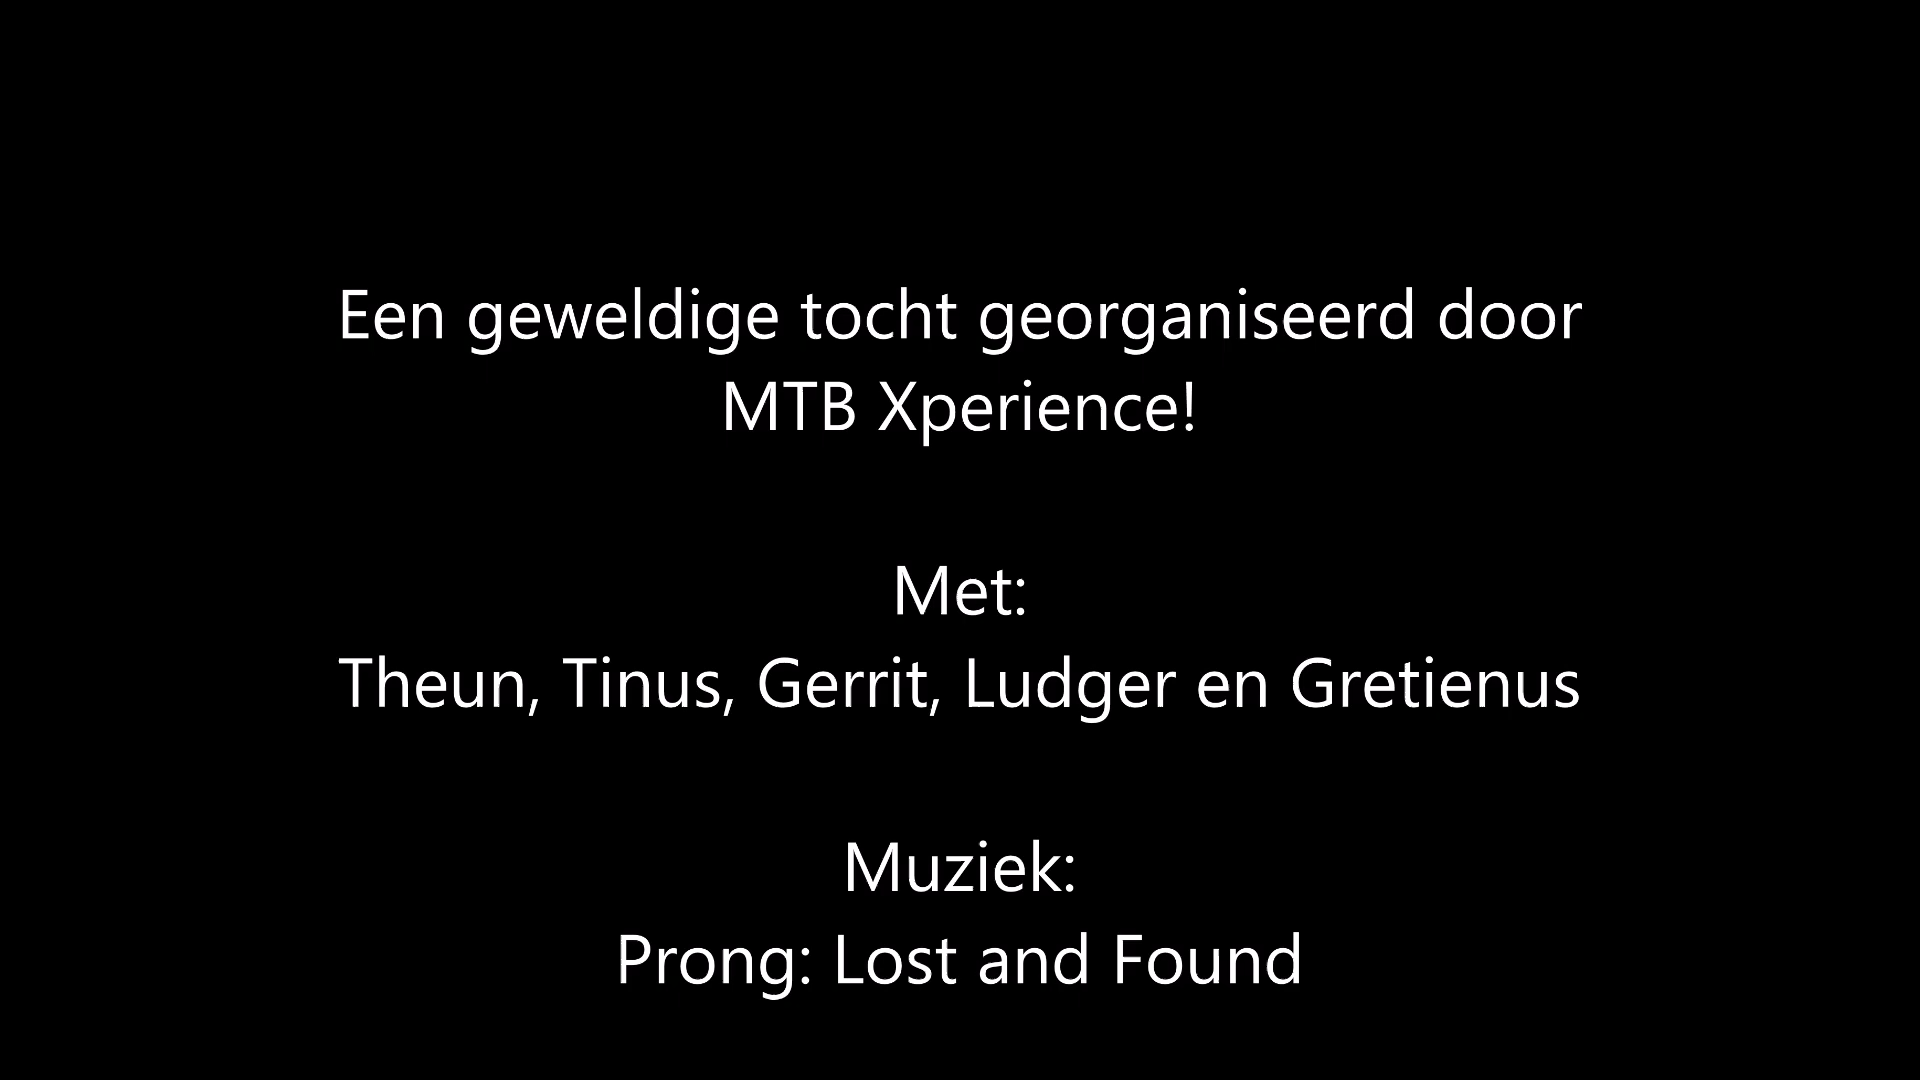 Een geweldige tocht georganiseerd door
MTB Xperience!
Met:
Theun, Tinus, Gerrit, Ludger en Gretienus
Muziek:
Prong: Lost and Found